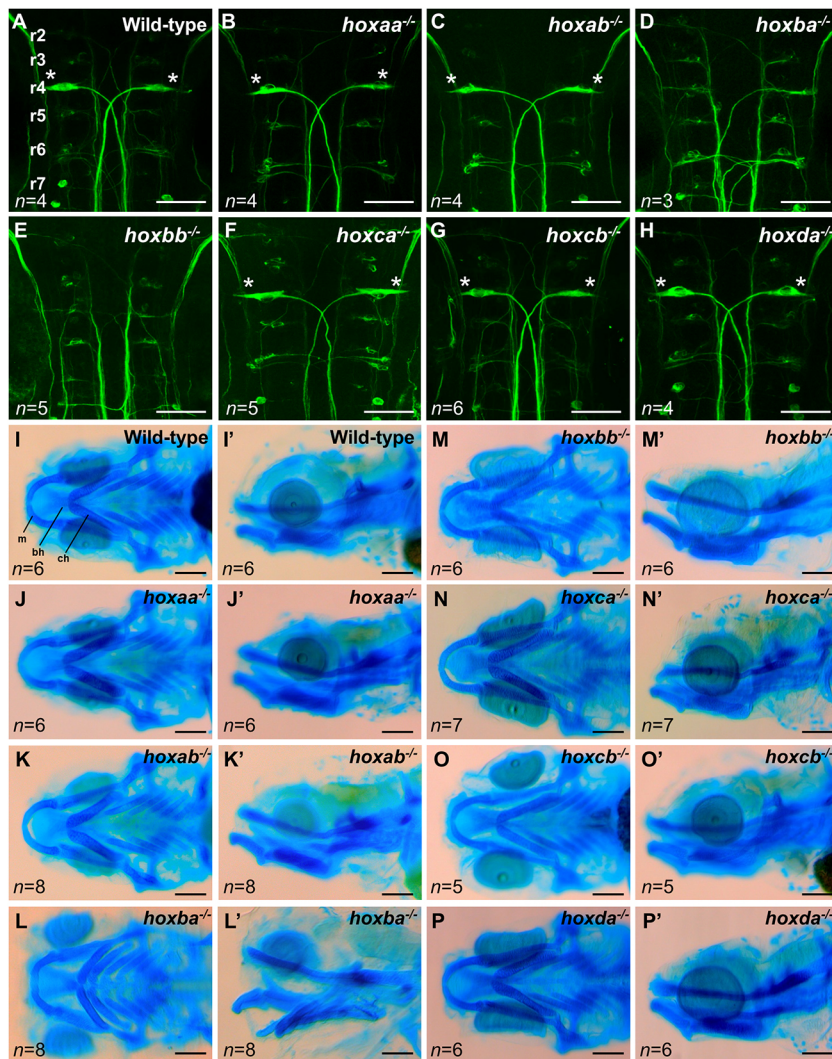 A Wild-type
r2
r3
* *
r4
r5
r6
r7
n=4
B hoxaa-/-
* *
n=4
C hoxab-/-
* *
n=4
D hoxba-/-
n=3
E hoxbb-/-
n=5
F hoxca-/-
* *
n=5
G hoxcb-/-
* *
n=6
H hoxda-/-
* *
n=4
I Wild-type
m
bh
ch
n=6
I' Wild-type
n=6
M hoxbb-/-
n=6
M' hoxbb-/-
n=6
J hoxaa-/-
n=6
J' hoxaa-/-
n=6
N hoxca-/-
n=7
N' hoxca-/-
n=7
K hoxab-/-
n=8
K' hoxab-/-
n=8
O hoxcb-/-
n=5
O' hoxcb-/-
n=5
L hoxba-/-
n=8
L' hoxba-/-
n=8
P hoxda-/-
n=6
P' hoxda-/-
n=6